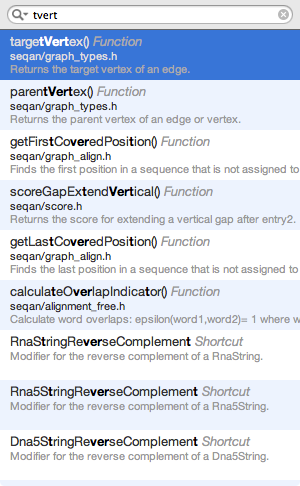 tvert
targetVertex() Function
seqan/graph_types.h
Returns the target vertex of an edge.
parentVertex() Function
seqan/graph_types.h
Returns the parent vertex of an edge or vertex.
getFirstCoveredPosition() Function
seqan/graph_align.h
Finds the first position in a sequence that is not assigned to
scoreGapExtendVertical() Function
seqan/score.h
Returns the score for extending a vertical gap after entry2.
getLastCoveredPosition() Function
seqan/graph_align.h
Finds the last position in a sequence that is not assigned to
calculateOverlapIndicator() Function
seqan/alignment_free.h
Calculate word overlaps: epsilon(word1,word2)= 1 where w
RnaStringReverseComplement Shortcut
Modifier for the reverse complement of a RnaString.
Rna5StringReverseComplement Shortcut
Modifier for the reverse complement of a Rna5String.
Dna5StringReverseComplement Shortcut
Modifier for the reverse complement of a Dna5String.